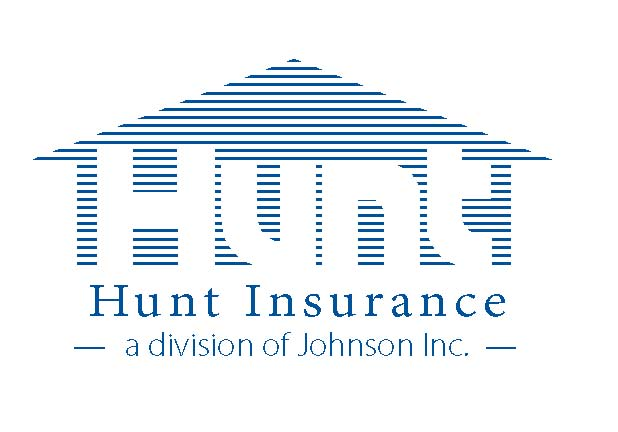 Hunt
Hunt Insurance
— a division of Johnson Inc. —